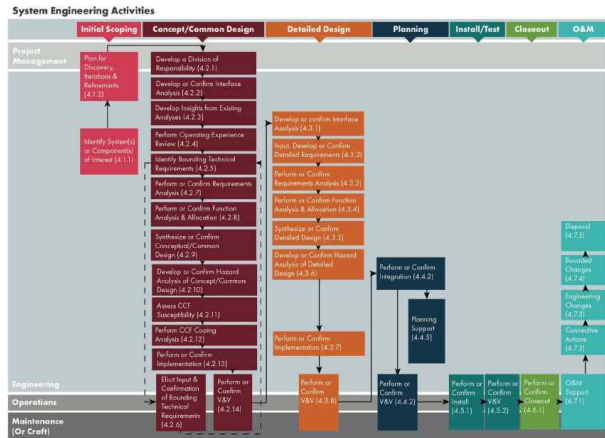 System Engineering Activities
Initial Scoping
Concept/Common Design
Detailed Design
Planning
Install/Test
Closeout
O&M
Project
Management
Plan for
Discovery,
Iterations &
Refinements
(4.1.2)
Identify System(s)
or Component(s)
of Interest (4.1.1)
Develop a Division of
Responsibility (4.2.1)
Develop or Confirm Interface
Analysis (4.2.2)
Develop Insights from Existing
Analyses (4.2.3)
Perform Operating Experience
Review (4.2.4)
Identify Bounding Technical
Requirements (4.2.5)
Perform or Confirm Requirements
Analysis (4.2.7)
Perform or Confirm Function
Analysis & Allocation (4.2.8)
Synthesize or Confirm
Conceptual/Common
Design (4.2.9)
Develop or Confirm Hazard
Analysis of Concept/Common
Design (4.2.10)
Assess CCF
Susceptibility (4.2.11)
Perform CCF Coping
Analysis (4.2.12)
Perform or Confirm
Implementation (4.2.13)
Elicit Input &
Confirmation
of Bounding
Technical
Requirements
(4.2.6)
Perform or
Confirm
V&V
(4.2.14)
Develop or confirm Interface
Analysis (4.3.1)
Input, Develop or Confirm
Detailed Requirements (4.3.2)
Perform or Confirm
Requirements Analysis (4.3.3)
Perform or Confirm Function
Analysis & Allocation (4.3.4)
Synthesize or Confirm
Detailed Design (4.3.5)
Develop or Confirm Hazard
Analysis of Detailed
Design (4.3.6)
Perform or Confirm
Implementation (4.3.7)
Perform or
Confirm
V&V (4.3.8)
Perform or Confirm
Integration (4.4.2)
Planning
Support
(4.4.5)
Perform or
Confirm
V&V (4.4.2)
Perform or
Confirm
Install
(4.5.1)
Perform or
Confirm
V&V
(4.5.2)
Perform or
Confirm
Closeout
(4.6.1)
Disposal
(4.7.5)
Bounded
Changes
(4.7.4)
Engineering
Changes
(4.7.3)
Corrective
Actions
(4.7.2)
O&M
Support
(4.7.1)
Engineering
Operations
Maintenance
(Or Craft)